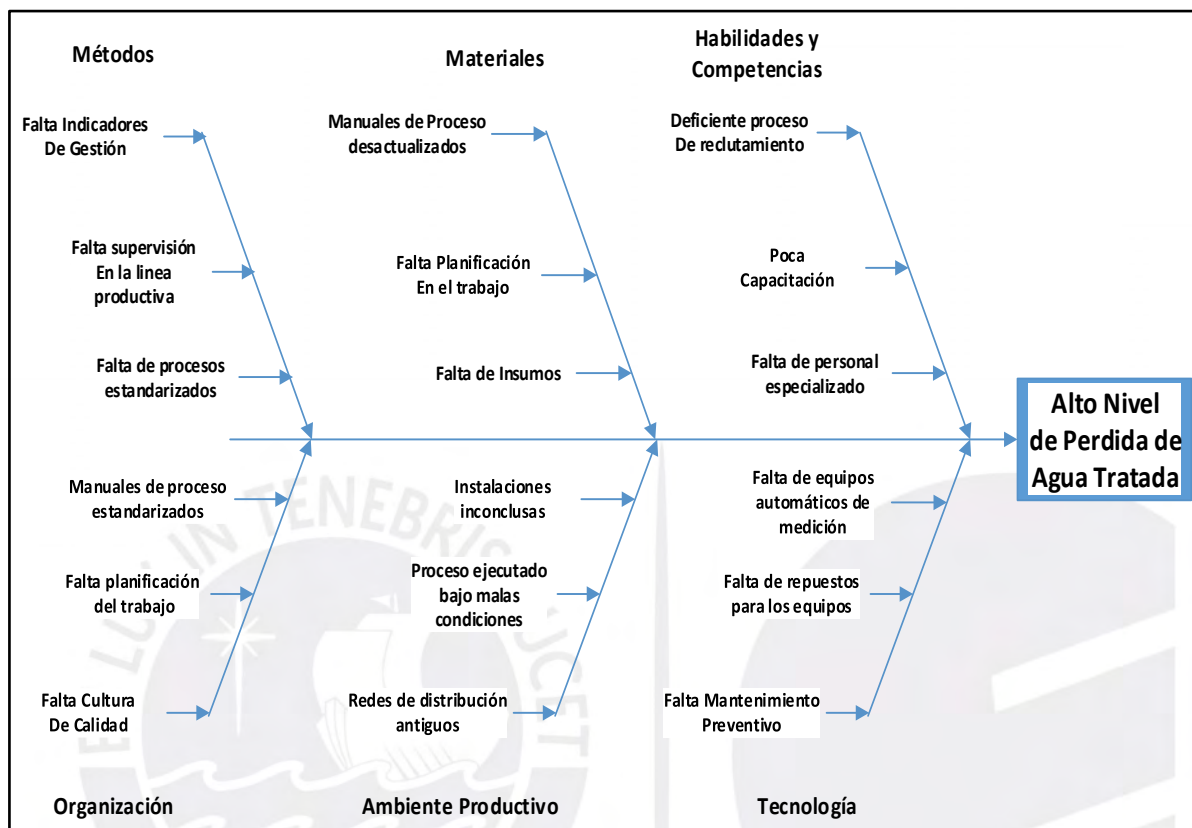 Métodos
Materiales
Habilidades y
Competencias
Falta Indicadores
De Gestión
Manuales de Proceso
desactualizados
Deficiente proceso
De reclutamiento
Falta supervisión
En la linea
productiva
Falta Planificación
En el trabajo
Poca
Capacitación
Falta de procesos
estandarizados
Falta de Insumos
Falta de personal
especializado
Alto Nivel
de Perdida de
Agua Tratada
Manuales de proceso
estandarizados
Instalaciones
inconclusas
Falta de equipos
automáticos de
medición
Falta planificación
del trabajo
Proceso ejecutado
bajo malas
condiciones
Falta de repuestos
para los equipos
Falta Cultura
De Calidad
Redes de distribución
antiguos
Falta Mantenimiento
Preventivo
Organización
Ambiente Productivo
Tecnología
IN TENEBRIS